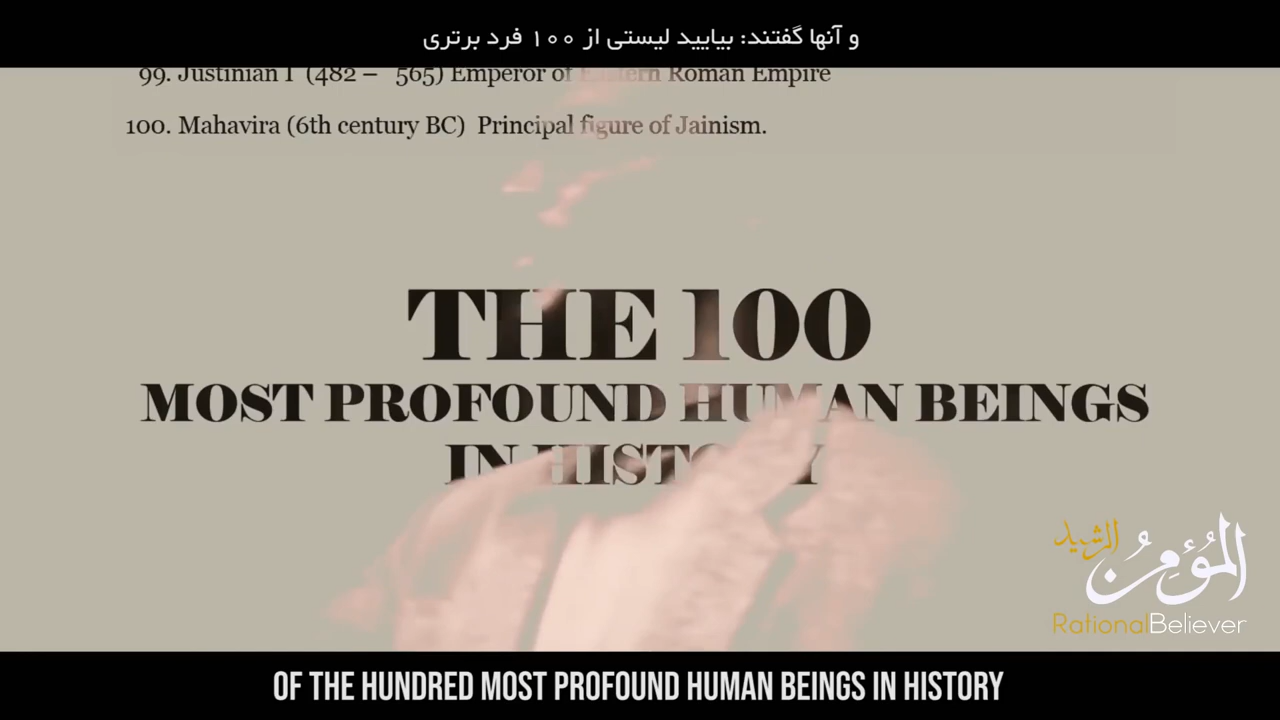 و آنها گفتند: بیایید لیستی از ۱۰۰ فرد برتری
99. Justinian I (482 – 565) Emperor of Eastern Roman Empire
100. Mahavira (6th century BC) Principal figure of Jainism.
THE 100
MOST PROFOUND HUMAN BEINGS
IN HISTORY
المؤمن الرشيد
RationalBeliever
OF THE HUNDRED MOST PROFOUND HUMAN BEINGS IN HISTORY